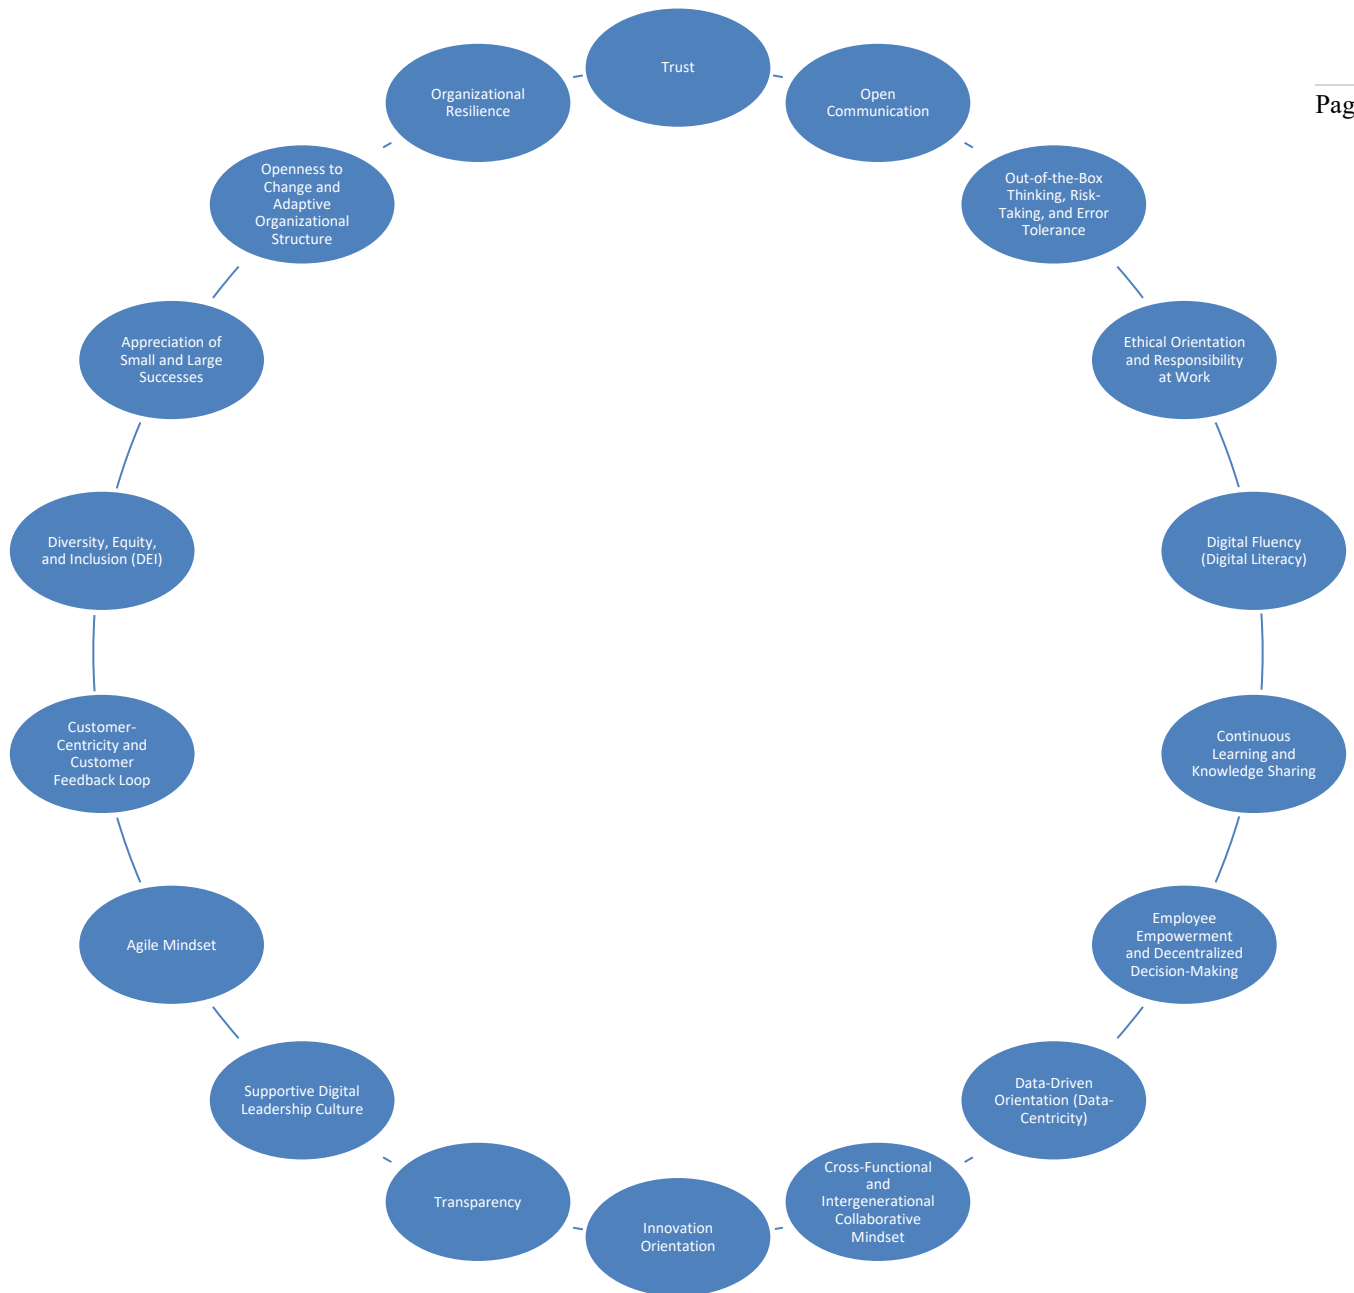 Trust
Open
Communication
Out-of-the-Box
Thinking, Risk-
Taking, and Error
Tolerance
Ethical Orientation
and Responsibility
at Work
Digital Fluency
(Digital Literacy)
Continuous
Learning and
Knowledge Sharing
Employee
Empowerment
and Decentralized
Decision-Making
Data-Driven
Orientation (Data-
Centricity)
Cross-Functional
and
Intergenerational
Collaborative
Mindset
Innovation
Orientation
Transparency
Supportive Digital
Leadership Culture
Agile Mindset
Customer-
Centricity and
Customer
Feedback Loop
Diversity, Equity,
and Inclusion (DEI)
Appreciation of
Small and Large
Successes
Openness to
Change and
Adaptive
Organizational
Structure
Organizational
Resilience
Pag